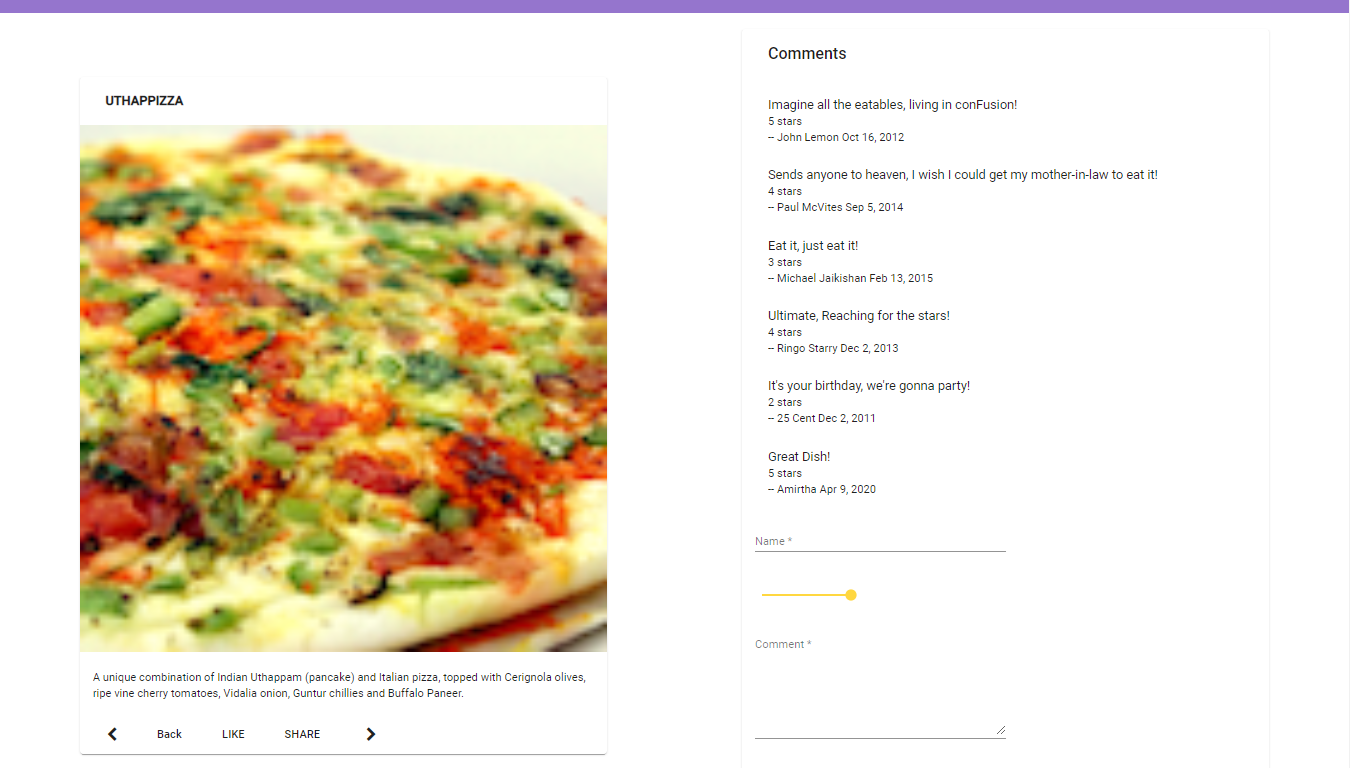 UTHAPPIZZA
A unique combination of Indian Uthappam (pancake) and Italian pizza, topped with Cerignola olives,
ripe vine cherry tomatoes, Vidalia onion, Guntur chillies and Buffalo Paneer.
Back LIKE SHARE
Comments
Imagine all the eatables, living in conFusion!
5 stars
-- John Lemon Oct 16, 2012
Sends anyone to heaven, I wish I could get my mother-in-law to eat it!
4 stars
-- Paul McVites Sep 5, 2014
Eat it, just eat it!
3 stars
-- Michael Jaikishan Feb 13, 2015
Ultimate, Reaching for the stars!
4 stars
-- Ringo Starry Dec 2, 2013
It's your birthday, we're gonna party!
2 stars
-- 25 Cent Dec 2, 2011
Great Dish!
5 stars
-- Amirtha Apr 9, 2020
Name *
Comment *